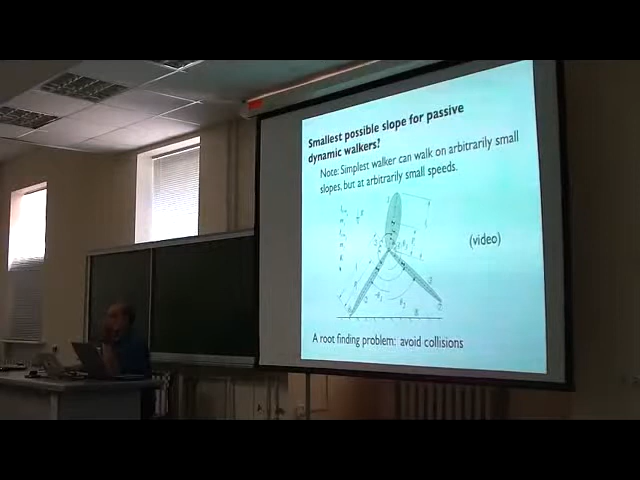 Smallest possible slope for passive
dynamic walkers?
Note: Simplest walker can walk on arbitrarily small
slopes, but at arbitrarily small speeds.
(video)
A root finding problem: avoid collisions